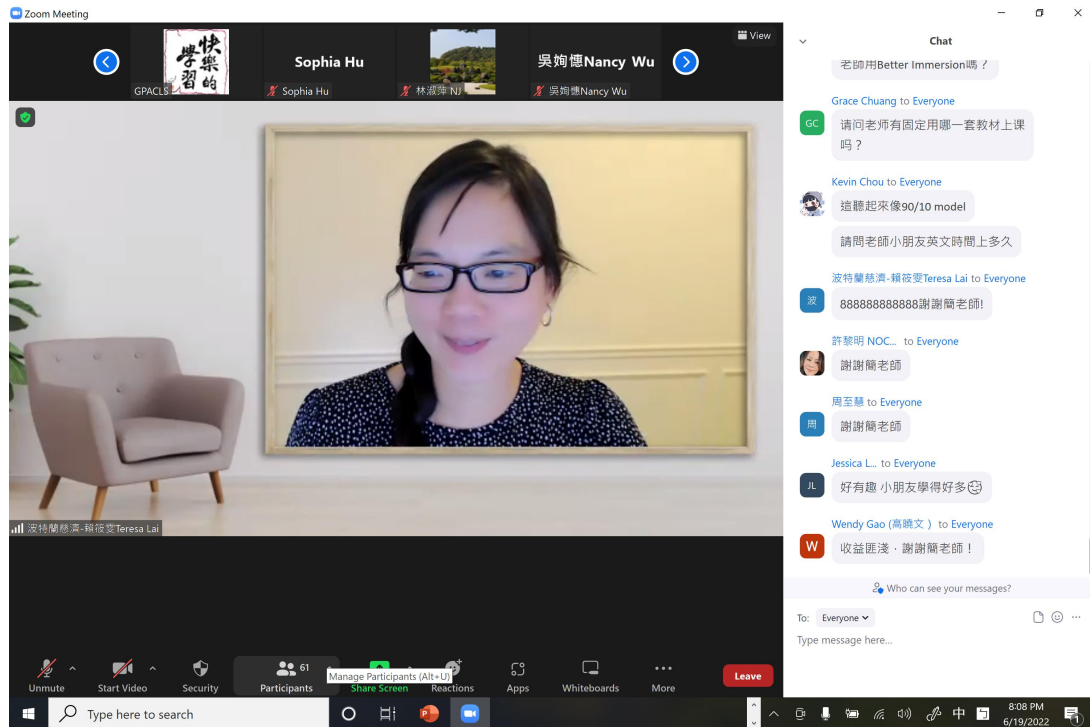 Zoom Meeting
快樂的
學習
GPACLS
Sophia Hu
Sophia Hu
林淑萍 NJ
吳姁憓Nancy Wu
吳姁憓Nancy Wu
View
波特蘭慈濟-賴筱雯Teresa Lai
Unmute
Start Video
Security
61
Participants
Manage Participants (Alt+U)
Share Screen
Reactions
Apps
Whiteboards
More
Leave
Chat
老師用Better Immersion嗎？
Grace Chuang to Everyone
GC
请问老师有固定用哪一套教材上课
吗？
Kevin Chou to Everyone
這聽起來像90/10 model
請問老師小朋友英文時間上多久
波特蘭慈濟-賴筱雯Teresa Lai to Everyone
波
888888888888謝謝簡老師!
許黎明 NOC... to Everyone
謝謝簡老師
周至慧 to Everyone
周
謝謝簡老師
Jessica L... to Everyone
JL
好有趣 小朋友學得好多
Wendy Gao (高曉文 ) to Everyone
W
收益匪淺，謝謝簡老師！
Who can see your messages?
To: Everyone
Type message here...
Type here to search
中
8:08 PM
6/19/2022
1